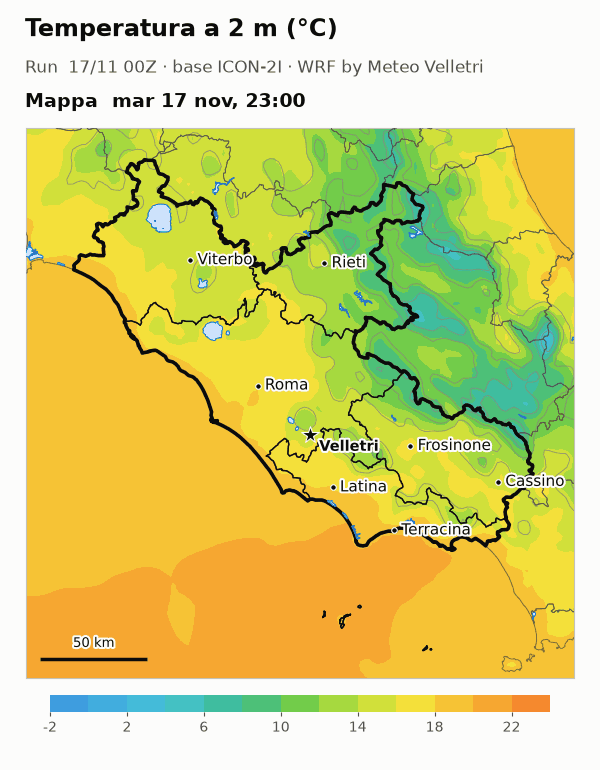 Temperatura a 2 m (°C)
Run  17/11 00Z · base ICON-2I · WRF by Meteo Velletri
Mappa  mar 17 nov, 23:00
Viterbo
Rieti
Roma
Velletri
Frosinone
Latina
Cassino
Terracina
50 km
-2 2 6 10 14 18 22